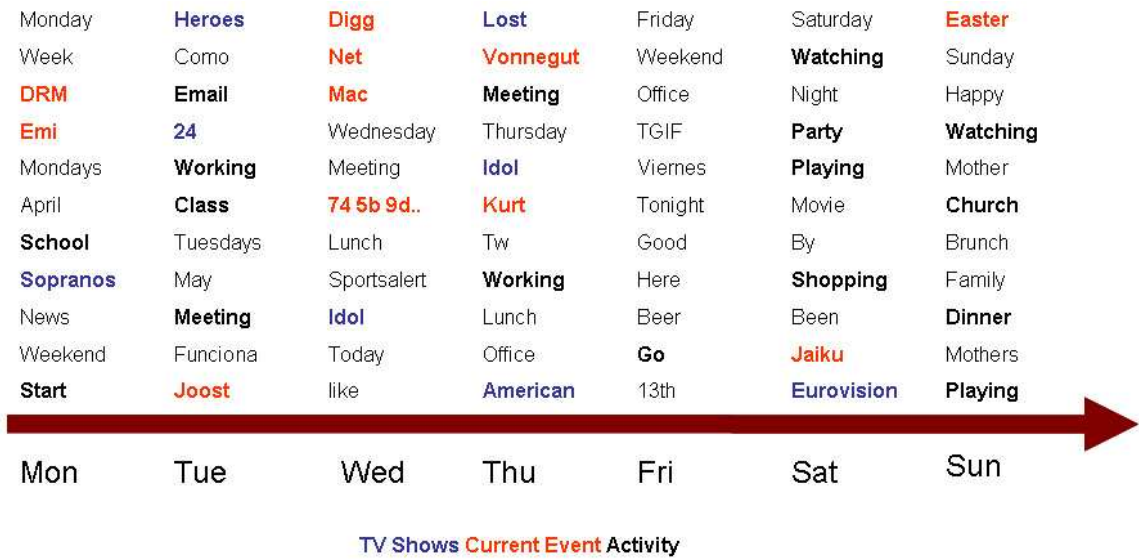 Monday Heroes Digg Lost Friday Saturday Easter
Week Como Net Vonnegut Weekend Watching Sunday
DRM Email Mac Meeting Office Night Happy
Emi 24 Wednesday Thursday TGIF Party Watching
Mondays Working Meeting Idol Viernes Playing Mother
April Class 74 5b 9d.. Kurt Tonight Movie Church
School Tuesdays Lunch Tw Good By Brunch
Sopranos May Sportsalert Working Here Shopping Family
News Meeting Idol Lunch Beer Been Dinner
Weekend Funciona Today Office Go Jaiku Mothers
Start Joost like American 13th Eurovision Playing
Mon Tue Wed Thu Fri Sat Sun
TV Shows Current Event Activity